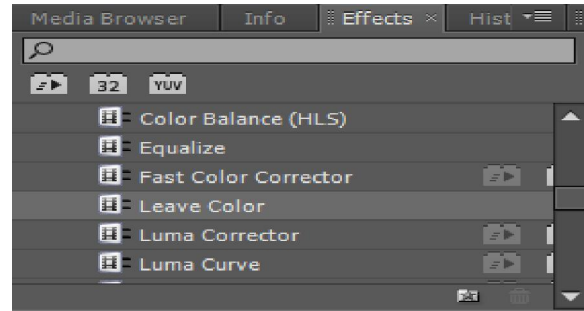 Media Browser Info Effects × Hist
32 YUV
Color Balance (HLS)
Equalize
Fast Color Corrector
Leave Color
Luma Corrector
Luma Curve